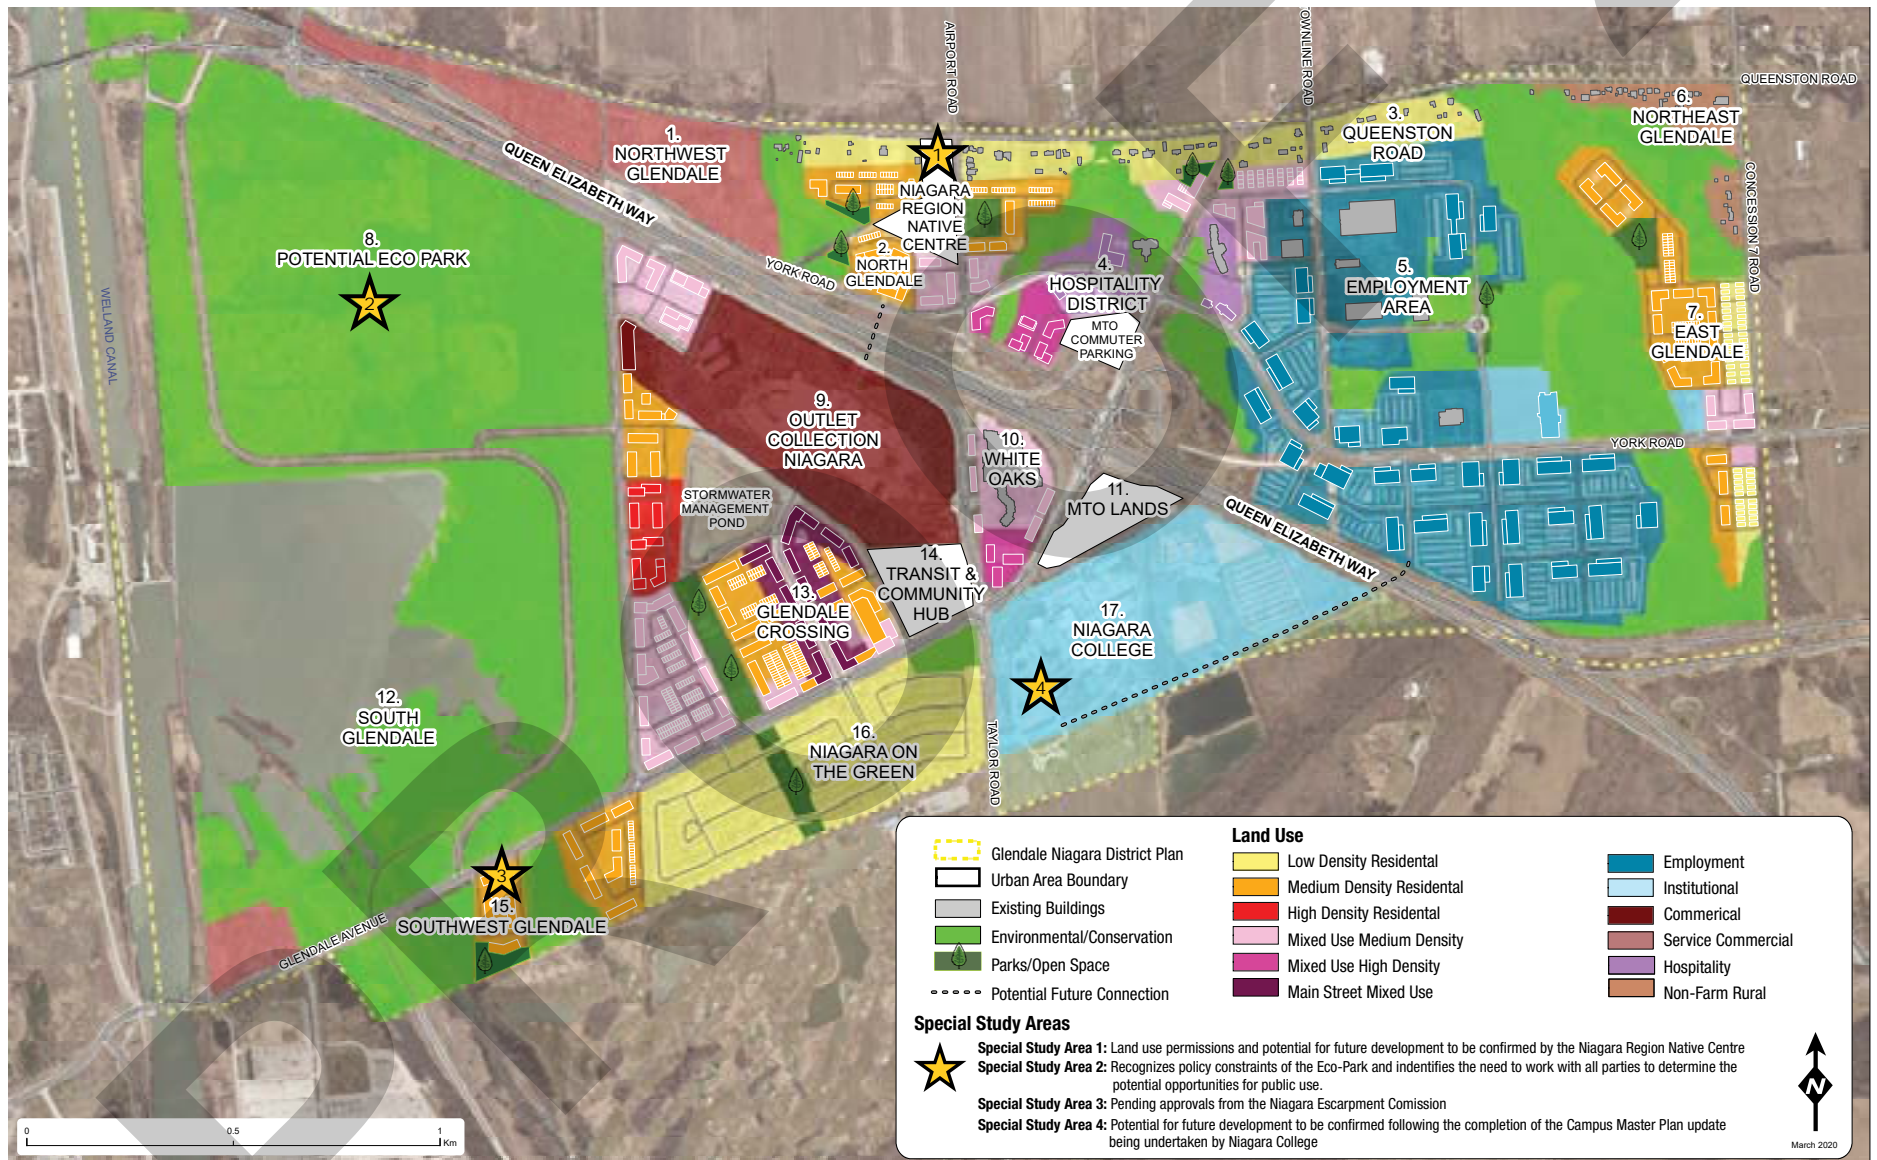 AIRPORT ROAD
OWNLINE ROAD
QUEENSTON ROAD
6.
NORTHEAST
GLENDALE
3.
QUEENSTON
ROAD
1.
NORTHWEST
GLENDALE
1
QUEEN ELIZABETH WAY
NIAGARA
REGION
NATIVE
CENTRE
CONCESSION 7 ROAD
8.
POTENTIAL ECO PARK
2
2.
NORTH
GLENDALE
YORK ROAD
4.
HOSPITALITY
DISTRICT
5.
EMPLOYMENT
AREA
MTO
COMMUTER
PARKING
7.
EAST
GLENDALE
WELLAND CANAL
9.
OUTLET
COLLECTION
NIAGARA
10.
WHITE
OAKS
YORK ROAD
STORMWATER
MANAGEMENT
POND
11.
MTO LANDS
QUEEN ELIZABETH WAY
14.
TRANSIT &
COMMUNITY
HUB
13.
GLENDALE
CROSSING
17.
NIAGARA
COLLEGE
4
12.
SOUTH
GLENDALE
16.
NIAGARA ON
THE GREEN
TAYLOR ROAD
3
15.
SOUTHWEST GLENDALE
GLENDALE AVENUE
Glendale Niagara District Plan
Urban Area Boundary
Existing Buildings
Environmental/Conservation
Parks/Open Space
Potential Future Connection
Land Use
Low Density Residental
Medium Density Residental
High Density Residental
Mixed Use Medium Density
Mixed Use High Density
Main Street Mixed Use
Employment
Institutional
Commerical
Service Commercial
Hospitality
Non-Farm Rural
Special Study Areas
Special Study Area 1: Land use permissions and potential for future development to be confirmed by the Niagara Region Native Centre
Special Study Area 2: Recognizes policy constraints of the Eco-Park and indentifies the need to work with all parties to determine the
potential opportunities for public use.
Special Study Area 3: Pending approvals from the Niagara Escarpment Comission
Special Study Area 4: Potential for future development to be confirmed following the completion of the Campus Master Plan update
being undertaken by Niagara College
N
March 2020
0 0.5 1
Km